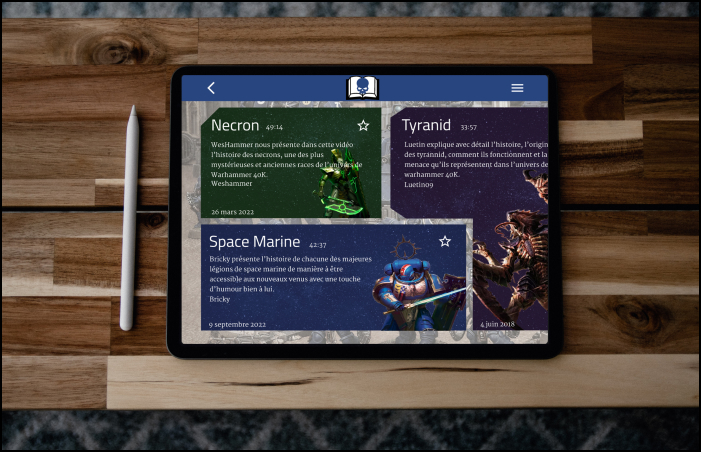 Necron 49:14
WesHammer nous présente dans cette vidéo
l'histoire des necrons, une des plus
mystérieuses et anciennes races de l'univers de
Warhammer 40K.
Weshammer
26 mars 2022
Tyranid 33:57
Luetin explique avec détail l'histoire, l'origin
des tyranid, comment ils fonctionnent et la
menace qu'ils représentent dans l'univers de
warhammer 40K.
Luetin09
4 juin 2018
Space Marine 42:37
Bricky présente l'histoire de chacune des majeures
légions de space marine de manière à être
accessible aux nouveaux venus avec une touche
d'humour bien à lui.
Bricky
9 septembre 2022